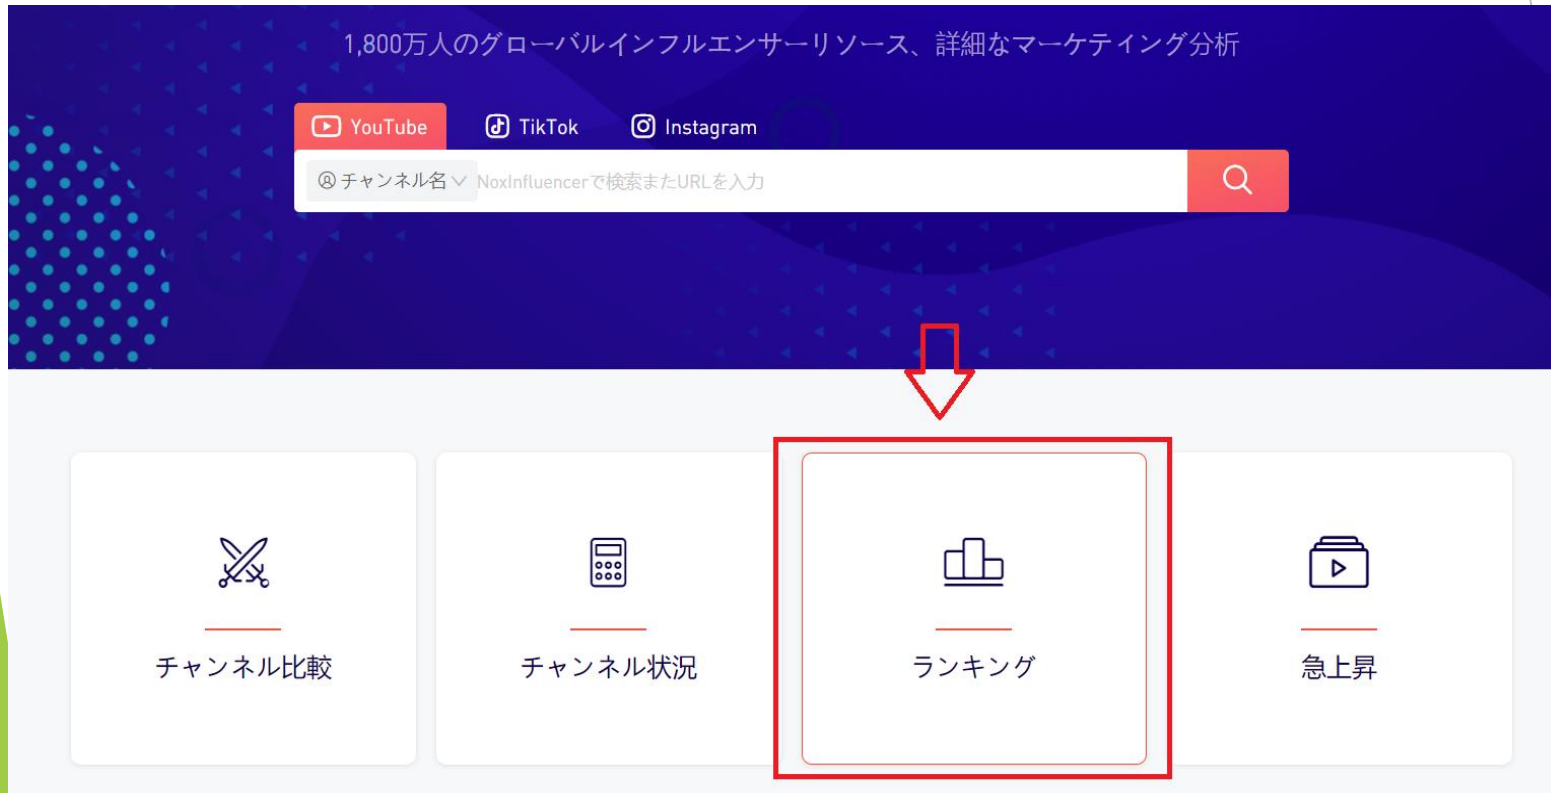 1,800万人のグローバルインフルエンサーリソース、詳細なマーケティング分析
YouTube TikTok Instagram
チャンネル名 NoxInfluencerで検索またURLを入力
チャンネル比較 チャンネル状況 ランキング 急上昇